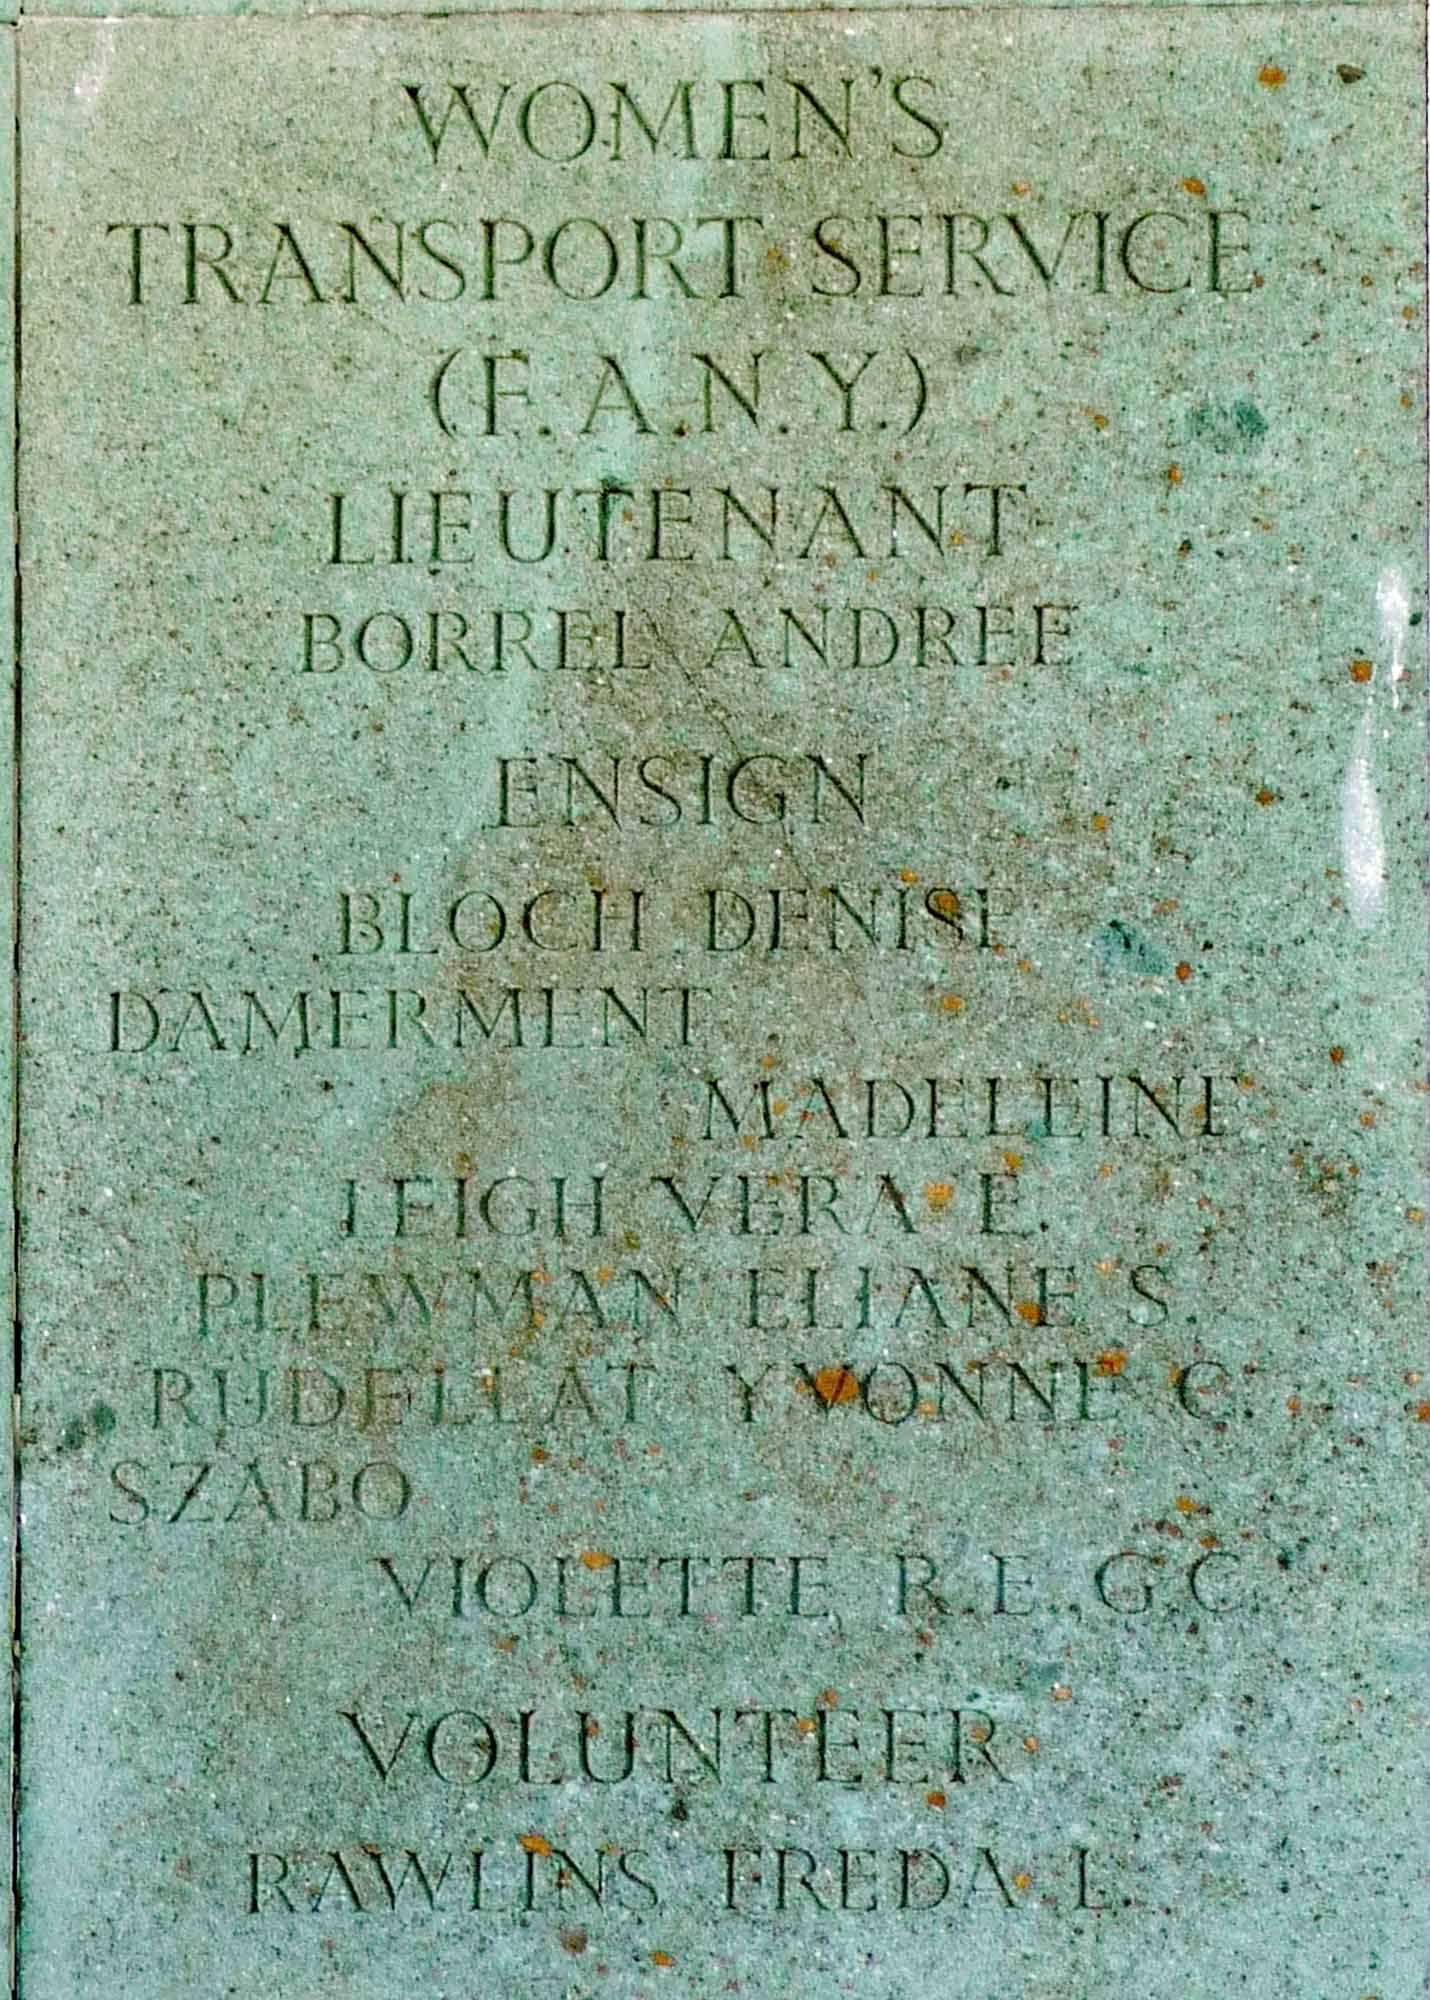 WOMEN'S
TRANSPORT SERVICE
(F.A.N.Y.)
LIEUTENANT
BORREL ANDREE
ENSIGN
BLOCH DENISE
DAMERMENT
MADELEINE
LEIGH VERA E.
PLEWMAN ELIANE S.
RUDELLAT YVONNE C.
SZABO
VIOLETTE R.E., G.C.
VOLUNTEER
RAWLINS FREDA L.